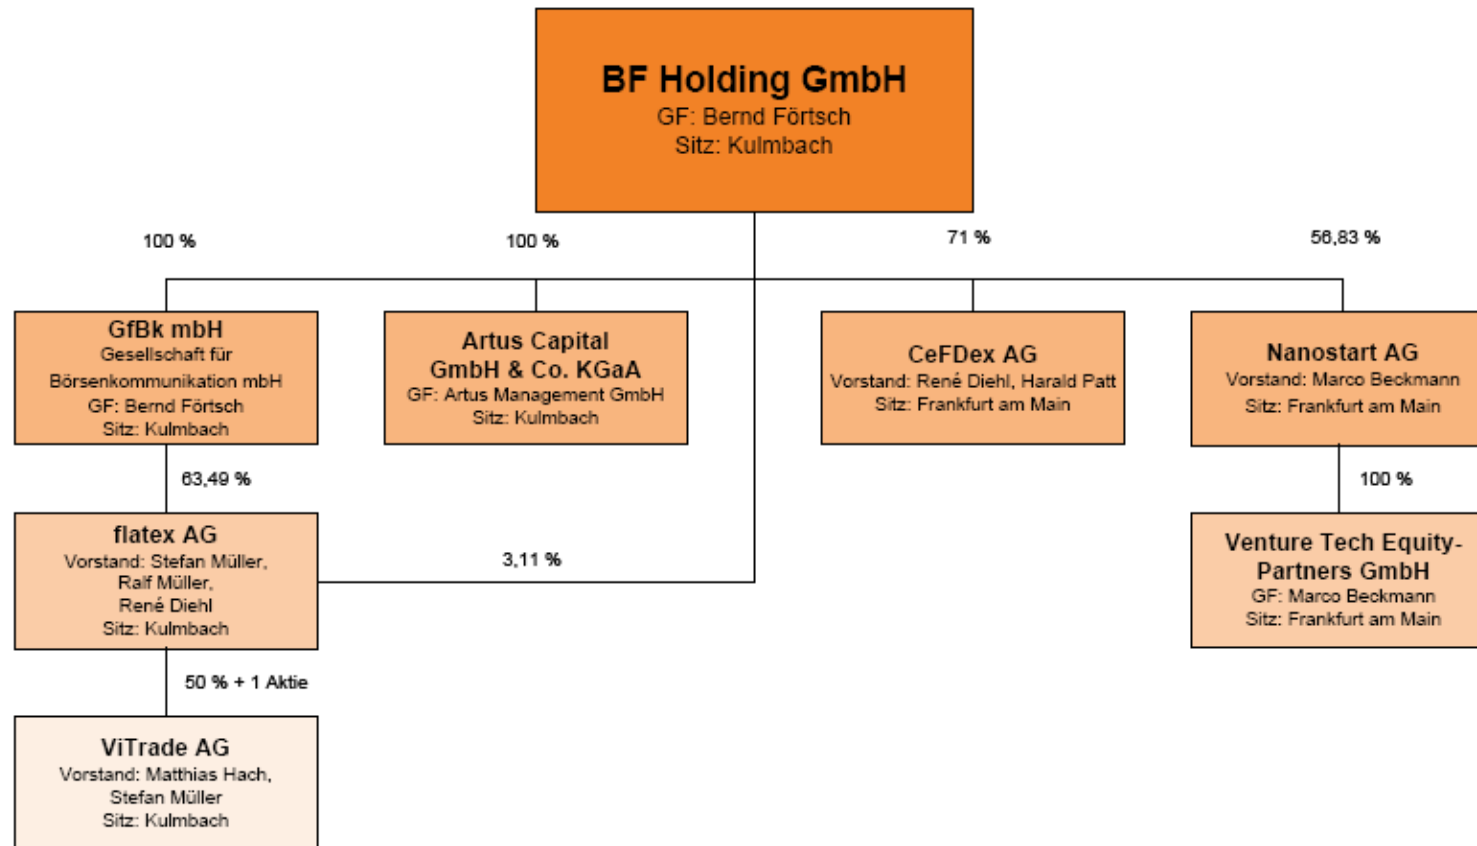 BF Holding GmbH
GF: Bernd Förtsch
Sitz: Kulmbach
100 %
100 %
71 %
56,83 %
GfBk mbH
Gesellschaft für
Börsenkommunikation mbH
GF: Bernd Förtsch
Sitz: Kulmbach
Artus Capital
GmbH & Co. KGaA
GF: Artus Management GmbH
Sitz: Kulmbach
CeFDex AG
Vorstand: René Diehl, Harald Patt
Sitz: Frankfurt am Main
Nanostart AG
Vorstand: Marco Beckmann
Sitz: Frankfurt am Main
63,49 %
100 %
flatex AG
Vorstand: Stefan Müller,
Ralf Müller,
René Diehl
Sitz: Kulmbach
3,11 %
Venture Tech Equity-
Partners GmbH
GF: Marco Beckmann
Sitz: Frankfurt am Main
50 % + 1 Aktie
ViTrade AG
Vorstand: Matthias Hach,
Stefan Müller
Sitz: Kulmbach